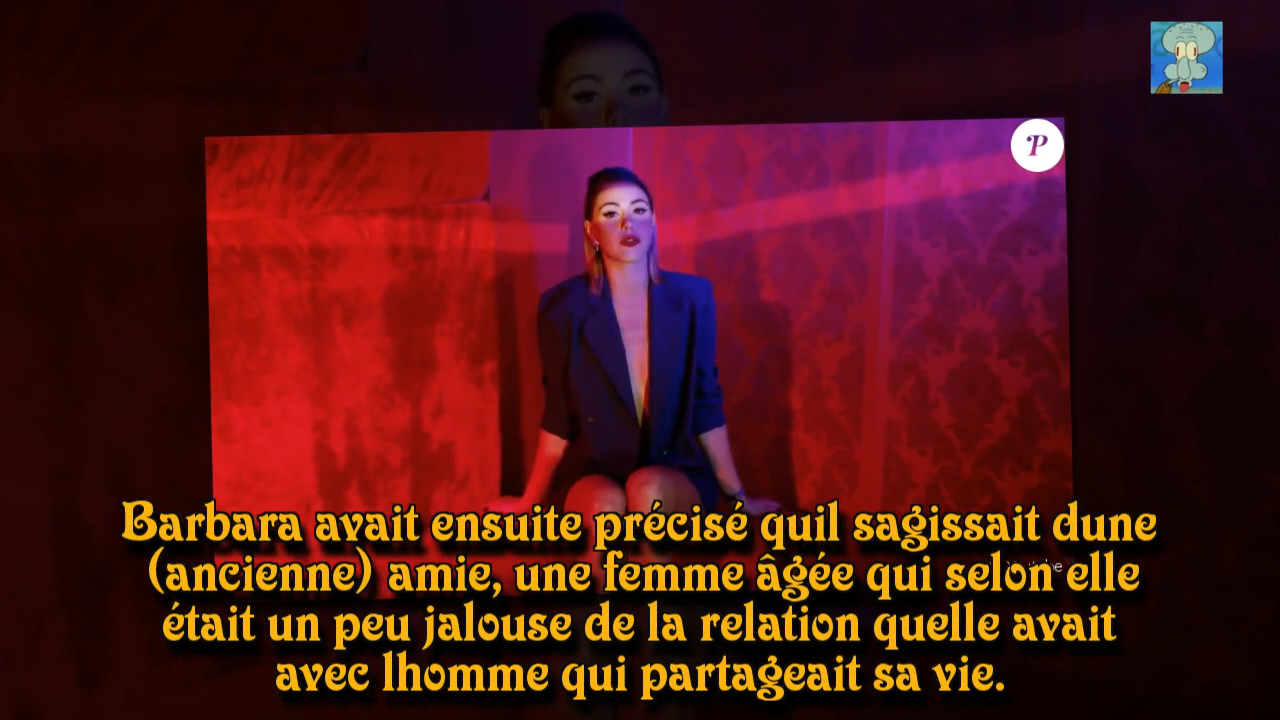 P
Barbara avait ensuite précisé quil sagissait dune
(ancienne) amie, une femme âgée qui selon elle
était un peu jalouse de la relation quelle avait
avec lhomme qui partageait sa vie.